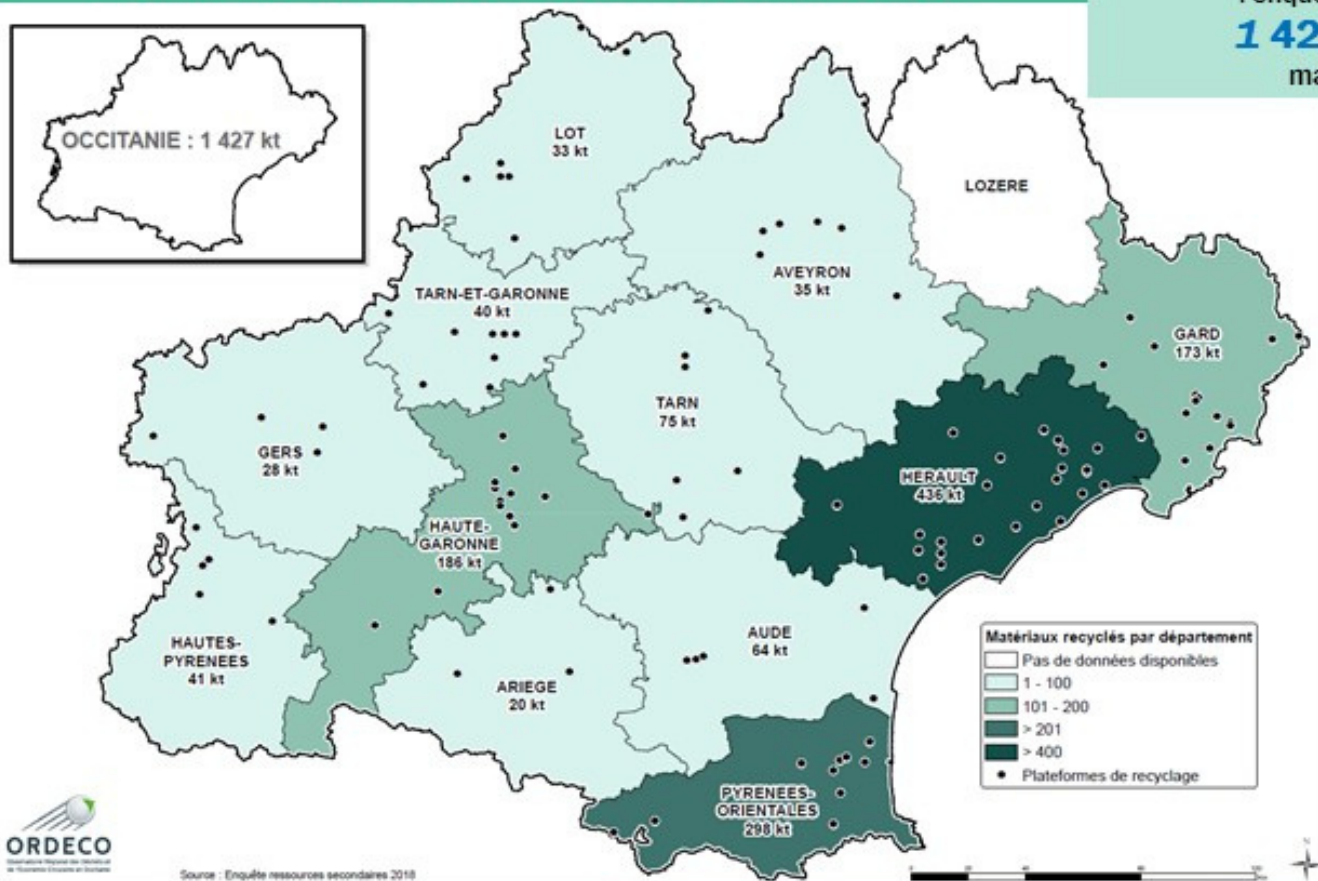 1 42
ma
OCCITANIE : 1 427 kt
LOT
33 kt
LOZERE
AVEYRON
35 kt
TARN-ET-GARONNE
40 kt
GARD
173 kt
TARN
75 kt
GERS
28 kt
HERAULT
436 kt
HAUTE-
GARONNE
186 kt
HAUTES-
PYRENEES
41 kt
AUDE
64 kt
ARIEGE
20 kt
PYRENEES-
ORIENTALES
298 kt
Matériaux recyclés par département
Pas de données disponibles
1 - 100
101 - 200
> 201
> 400
Plateformes de recyclage
ORDECO
Source : Enquête ressources secondaires 2018